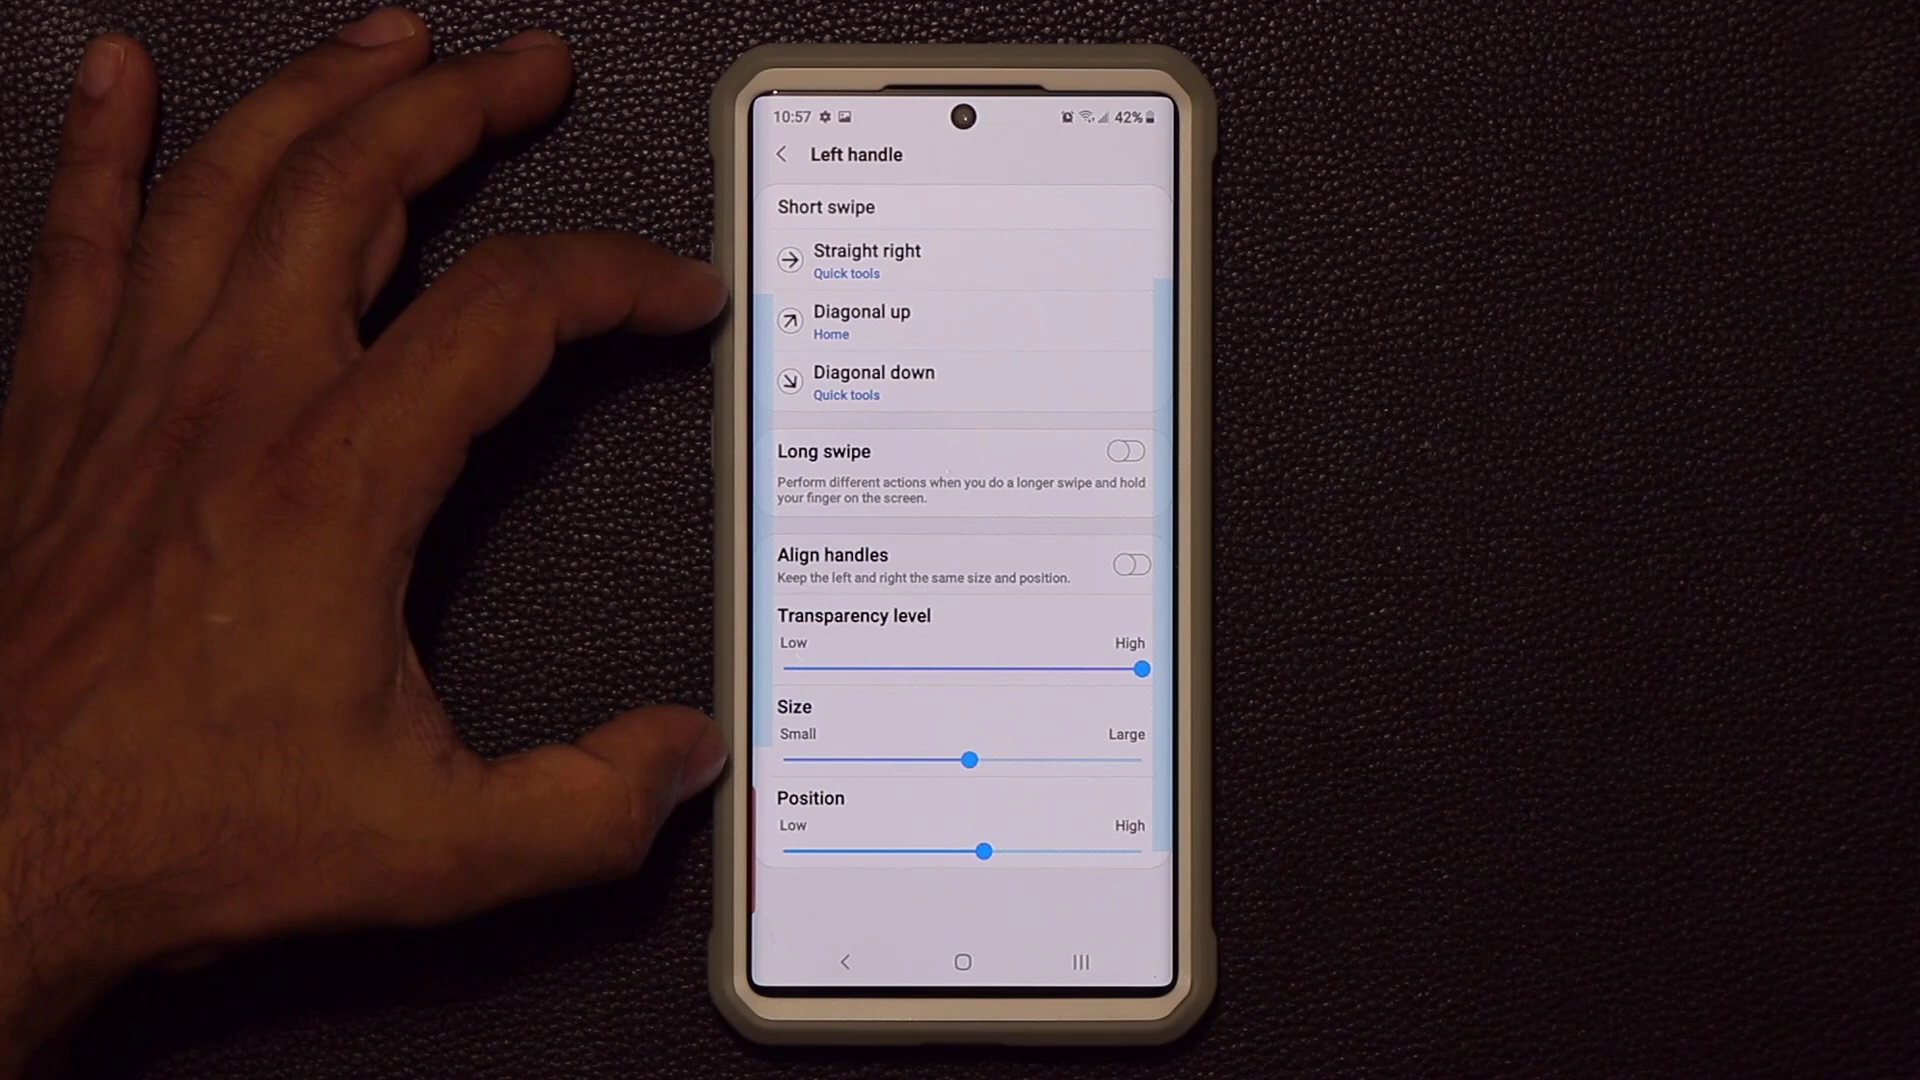 10:57 42%
Left handle
Short swipe
Straight right
Quick tools
Diagonal up
Home
Diagonal down
Quick tools
Long swipe
Perform different actions when you do a longer swipe and hold
your finger on the screen.
Align handles
Keep the left and right the same size and position.
Transparency level
Low High
Size
Small Large
Position
Low High